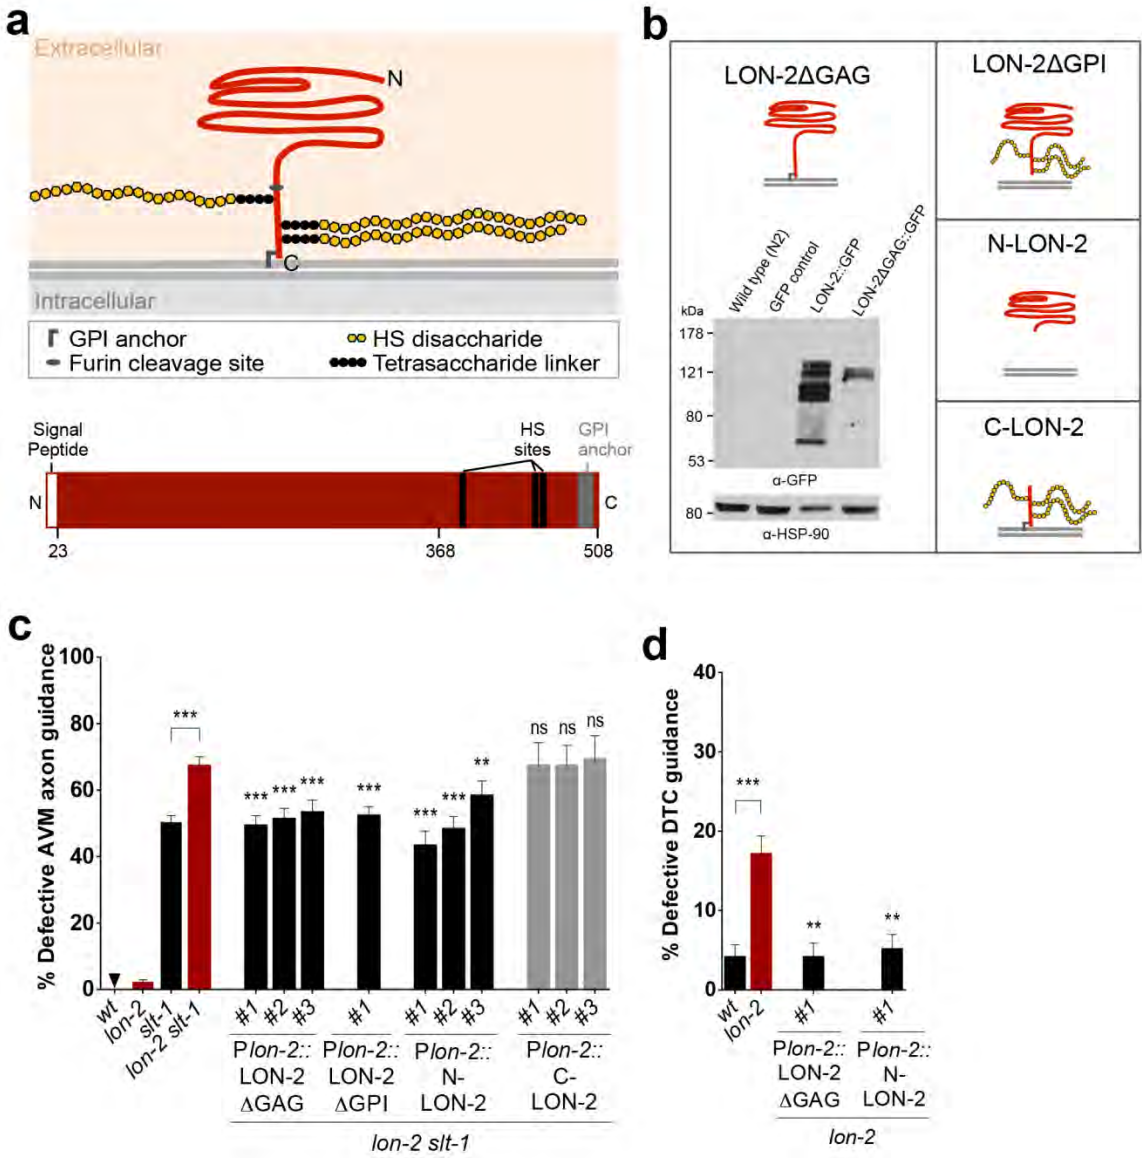 a
Extracellular
N
C
Intracellular
GPI anchor
HS disaccharide
Furin cleavage site
Tetrasaccharide linker
Signal
Peptide
HS
sites
GPI
anchor
N
C
23
368
508
b
LON-2ΔGAG
LON-2ΔGPI
N-LON-2
C-LON-2
Wild type (N2)
GFP control
LON-2::GFP
LON-2ΔGAG::GFP
kDa
178
121
80
53
α-GFP
80
α-HSP-90
c
% Defective AVM axon guidance
100
80
60
40
20
0
***
*** *** ***
***
*** *** **
ns ns ns
wt
lon-2
slt-1
lon-2 slt-1
#1 #2 #3
#1
#1 #2 #3
#1 #2 #3
Plon-2:: Plon-2:: Plon-2:: Plon-2::
LON-2 LON-2 N- C-
ΔGAG ΔGPI LON-2 LON-2
lon-2 slt-1
d
% Defective DTC guidance
40
30
20
10
0
***
**
**
wt
lon-2
#1
#1
Plon-2:: Plon-2::
LON-2 N-
ΔGAG LON-2
lon-2